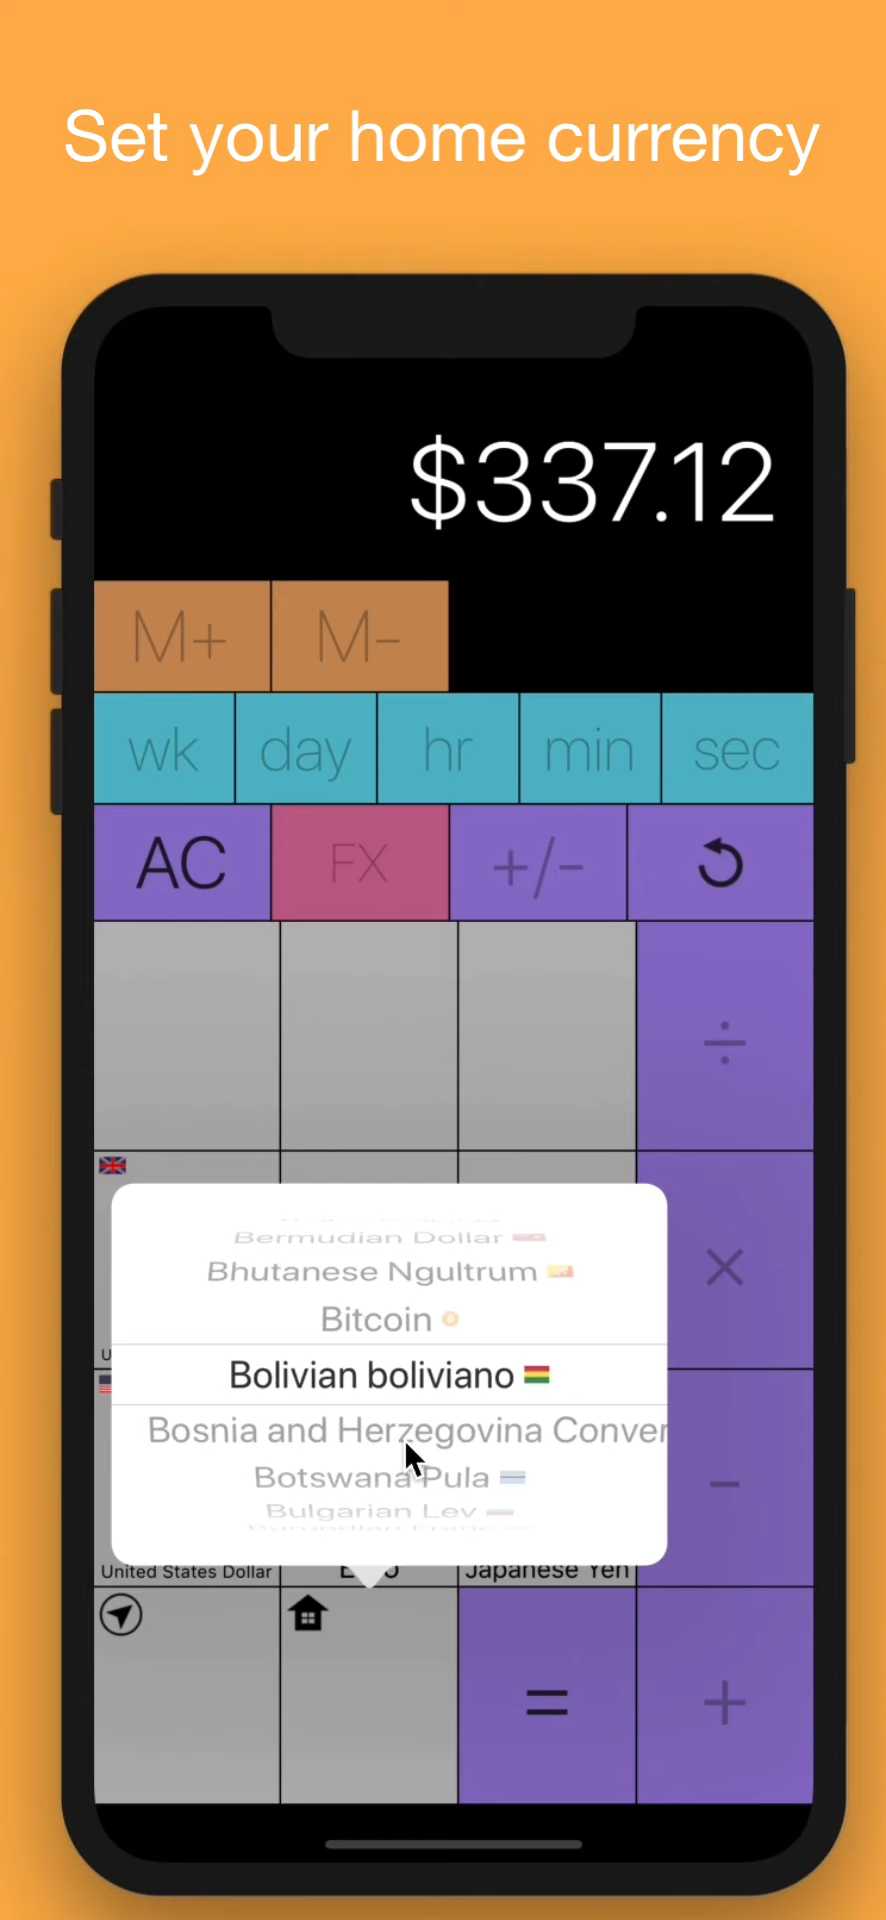 Set your home currency
$337.12
M+ M-
wk day hr min sec
AC FX +/-
÷
Bermudian Dollar
Bhutanese Ngultrum
×
Bitcoin
Bolivian boliviano
Bosnia and Herzegovina Conver
Botswana Pula
−
Bulgarian Lev
United States Dollar Japanese Yen
= +